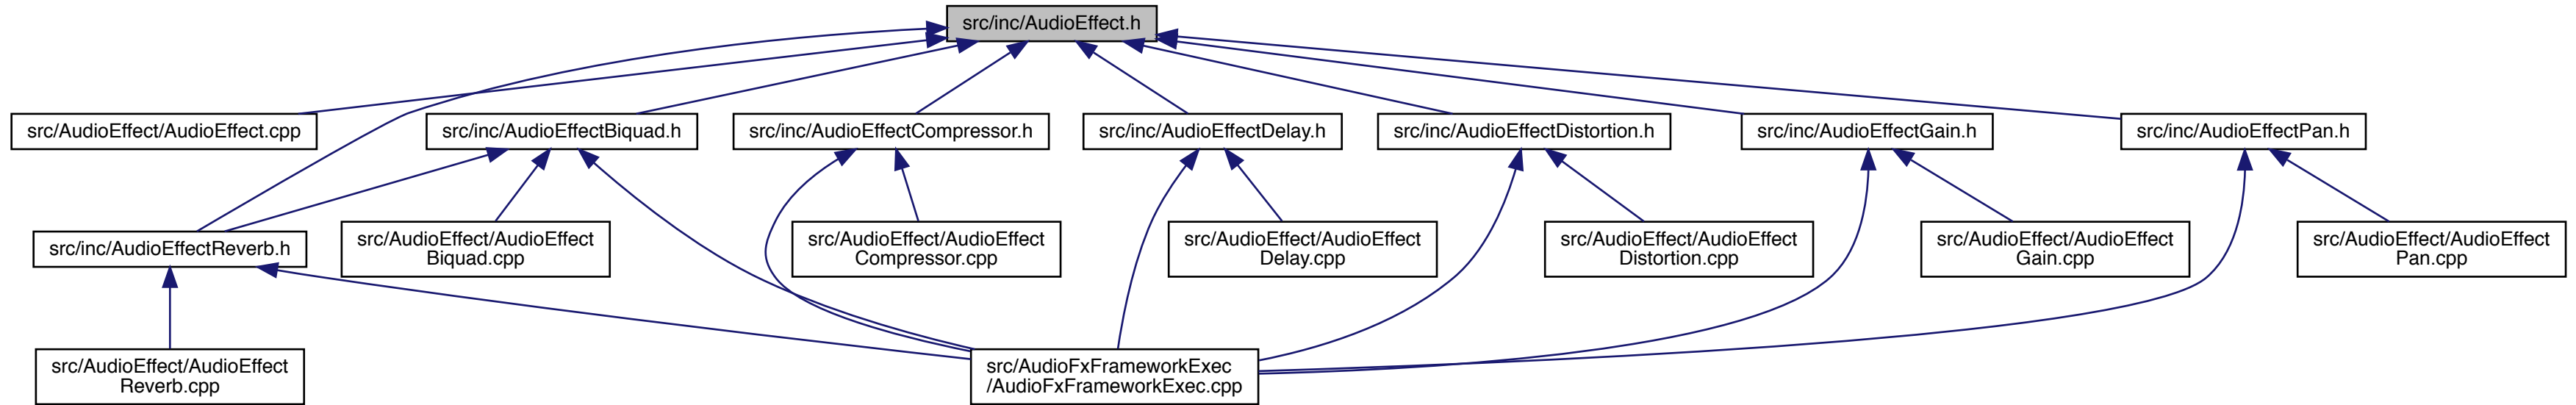 src/inc/AudioEffect.h
src/AudioEffect/AudioEffect.cpp
src/inc/AudioEffectBiquad.h
src/inc/AudioEffectCompressor.h
src/inc/AudioEffectDelay.h
src/inc/AudioEffectDistortion.h
src/inc/AudioEffectGain.h
src/inc/AudioEffectPan.h
src/inc/AudioEffectReverb.h
src/AudioEffect/AudioEffect
Biquad.cpp
src/AudioEffect/AudioEffect
Compressor.cpp
src/AudioEffect/AudioEffect
Delay.cpp
src/AudioEffect/AudioEffect
Distortion.cpp
src/AudioEffect/AudioEffect
Gain.cpp
src/AudioEffect/AudioEffect
Pan.cpp
src/AudioEffect/AudioEffect
Reverb.cpp
src/AudioFxFrameworkExec
/AudioFxFrameworkExec.cpp